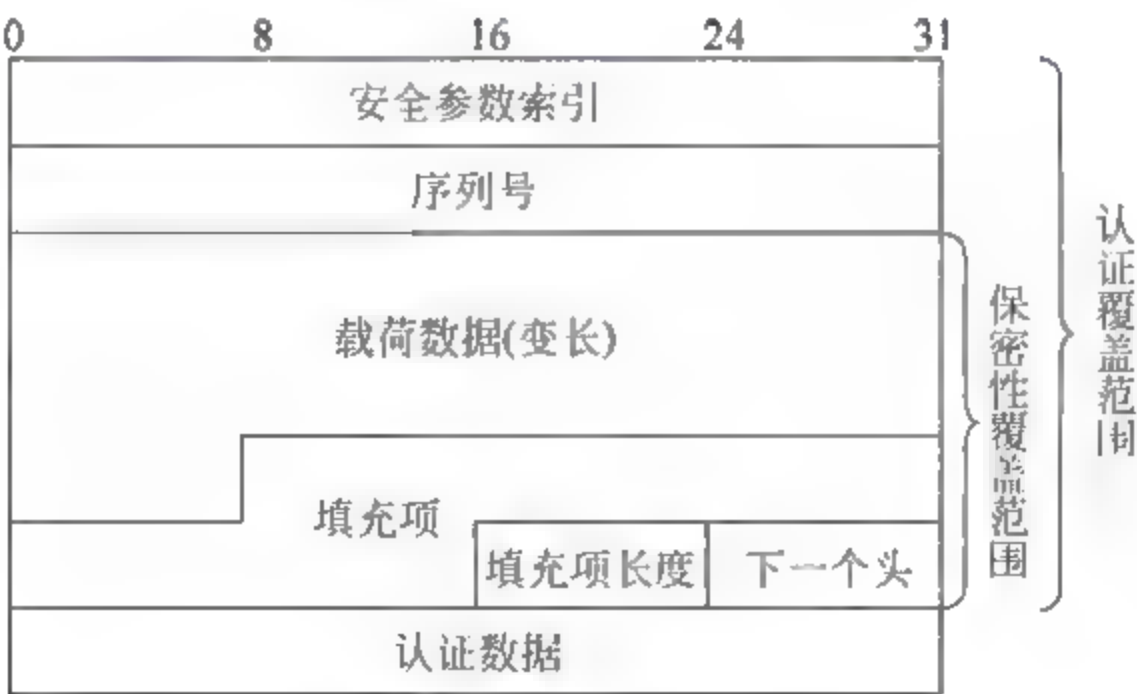 0 8 16 24 31
安全参数索引
序列号
载荷数据(变长)
填充项
填充项长度 下一个头
认证数据
保密性覆盖范围
认证覆盖范围